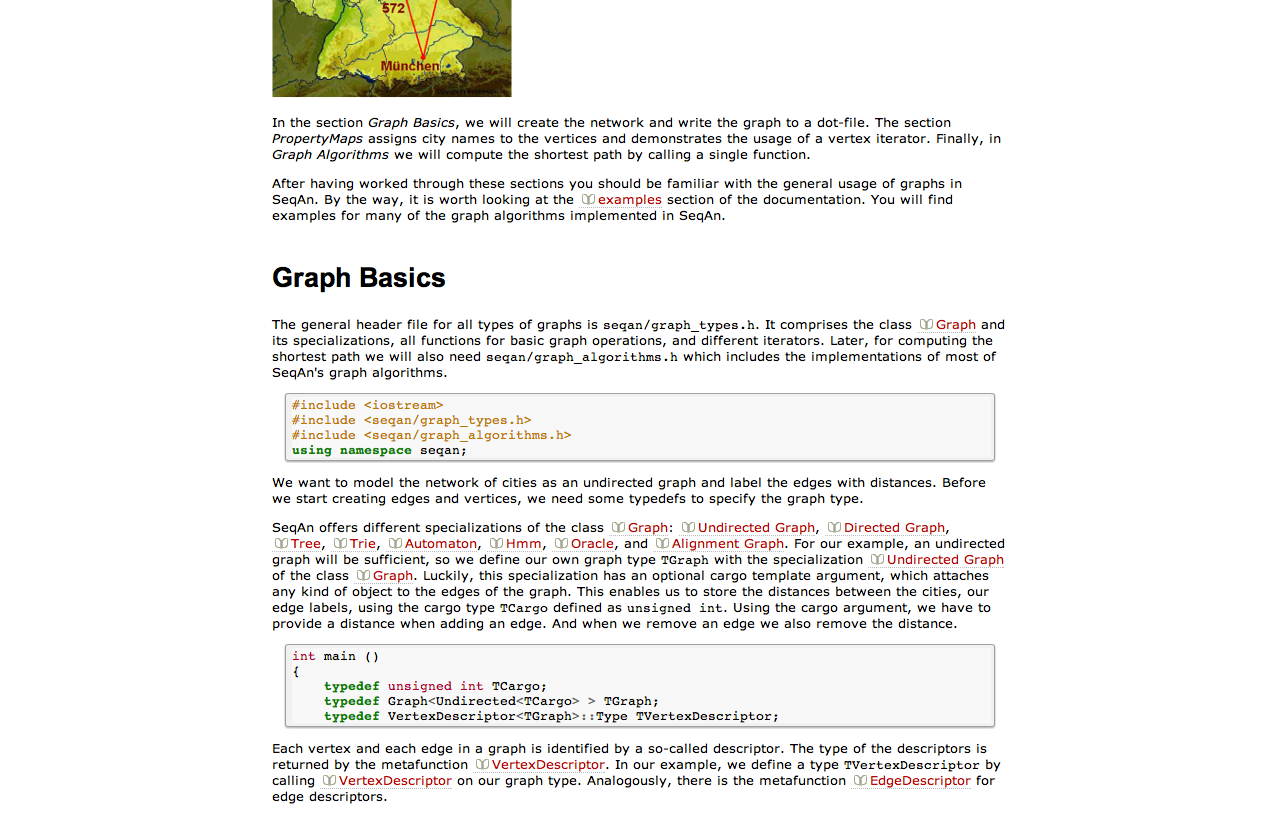 572
München
In the section Graph Basics, we will create the network and write the graph to a dot-file. The section
PropertyMaps assigns city names to the vertices and demonstrates the usage of a vertex iterator. Finally, in
Graph Algorithms we will compute the shortest path by calling a single function.
After having worked through these sections you should be familiar with the general usage of graphs in
SeqAn. By the way, it is worth looking at the examples section of the documentation. You will find
examples for many of the graph algorithms implemented in SeqAn.
Graph Basics
The general header file for all types of graphs is seqan/graph_types.h. It comprises the class Graph and
its specializations, all functions for basic graph operations, and different iterators. Later, for computing the
shortest path we will also need seqan/graph_algorithms.h which includes the implementations of most of
SeqAn's graph algorithms.
#include <iostream>
#include <seqan/graph_types.h>
#include <seqan/graph_algorithms.h>
using namespace seqan;
We want to model the network of cities as an undirected graph and label the edges with distances. Before
we start creating edges and vertices, we need some typedefs to specify the graph type.
SeqAn offers different specializations of the class Graph: Undirected Graph, Directed Graph,
Tree, Trie, Automaton, Hmm, Oracle, and Alignment Graph. For our example, an undirected
graph will be sufficient, so we define our own graph type TGraph with the specialization Undirected Graph
of the class Graph. Luckily, this specialization has an optional cargo template argument, which attaches
any kind of object to the edges of the graph. This enables us to store the distances between the cities, our
edge labels, using the cargo type TCargo defined as unsigned int. Using the cargo argument, we have to
provide a distance when adding an edge. And when we remove an edge we also remove the distance.
int main ()
{
    typedef unsigned int TCargo;
    typedef Graph<Undirected<TCargo> > TGraph;
    typedef VertexDescriptor<TGraph>::Type TVertexDescriptor;
Each vertex and each edge in a graph is identified by a so-called descriptor. The type of the descriptors is
returned by the metafunction VertexDescriptor. In our example, we define a type TVertexDescriptor by
calling VertexDescriptor on our graph type. Analogously, there is the metafunction EdgeDescriptor for
edge descriptors.